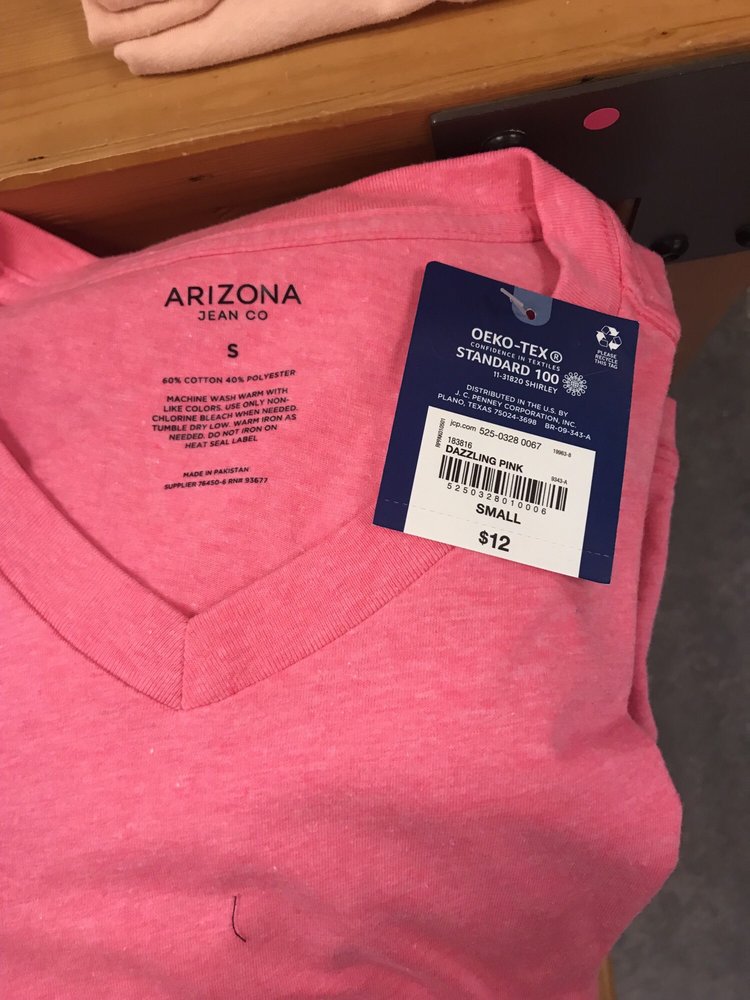 ARIZONA
JEAN CO
S
60% COTTON 40% POLYESTER
MACHINE WASH WARM WITH
LIKE COLORS. USE ONLY NON-
CHLORINE BLEACH WHEN NEEDED.
TUMBLE DRY LOW. WARM IRON AS
NEEDED. DO NOT IRON ON
HEAT SEAL LABEL
MADE IN PAKISTAN
SUPPLIER 76450-6 RN# 93677
OEKO-TEX®
CONFIDENCE IN TEXTILES
STANDARD 100
11-31820 SHIRLEY
PLEASE
RECYCLE
THIS TAG
DISTRIBUTED IN THE U.S. BY
J. C. PENNEY CORPORATION, INC.
PLANO, TEXAS 75024-3698 BR-09-343-A
jcp.com 525-0328 0067
19963-8
183816
DAZZLING PINK
9343-A
5250328010006
SMALL
$12